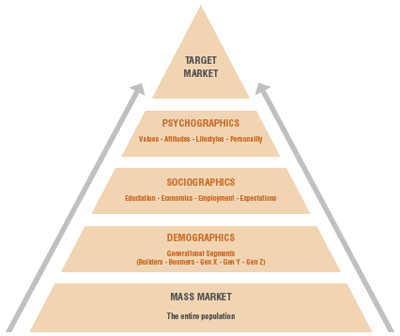 TARGET
MARKET
PSYCHOGRAPHICS
Values - Attitudes - Lifestyles - Personality
SOCIOGRAPHICS
Eductation - Economics - Employment - Expectations
DEMOGRAPHICS
Generational Segments
(Builders - Boomers - Gen X - Gen Y - Gen Z)
MASS MARKET
The entire population